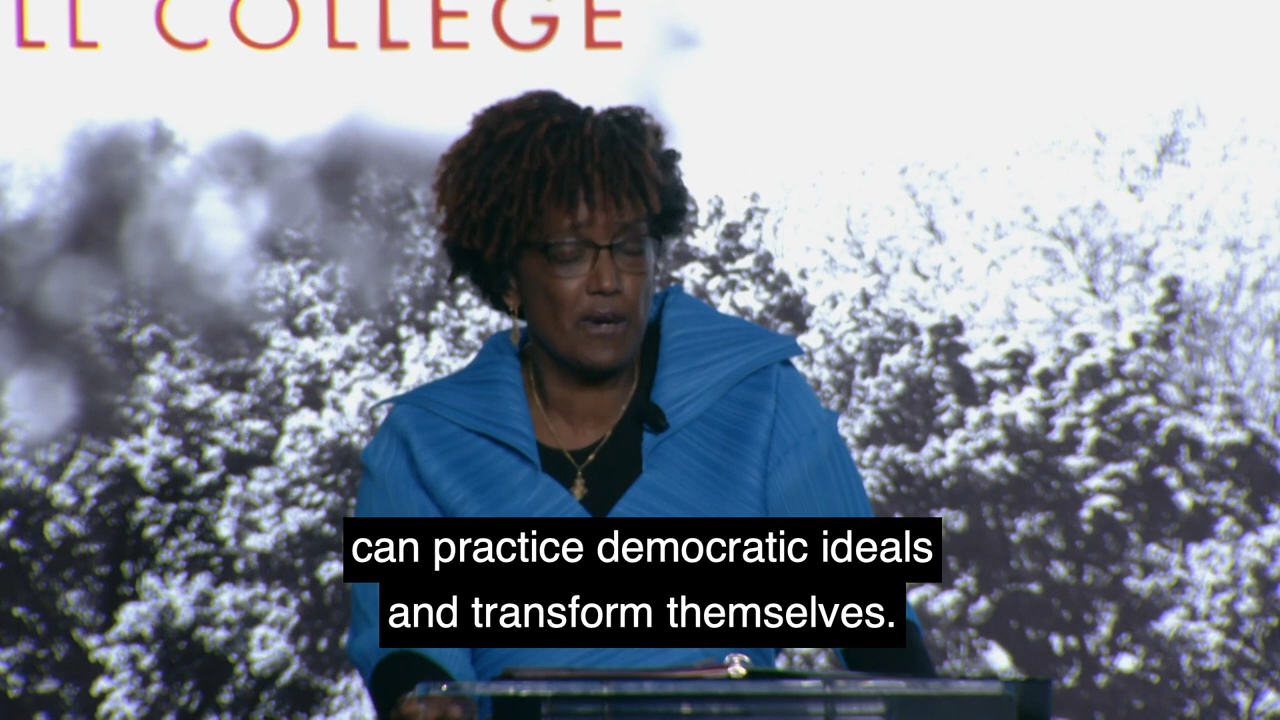 LL COLLEGE
can practice democratic ideals
and transform themselves.